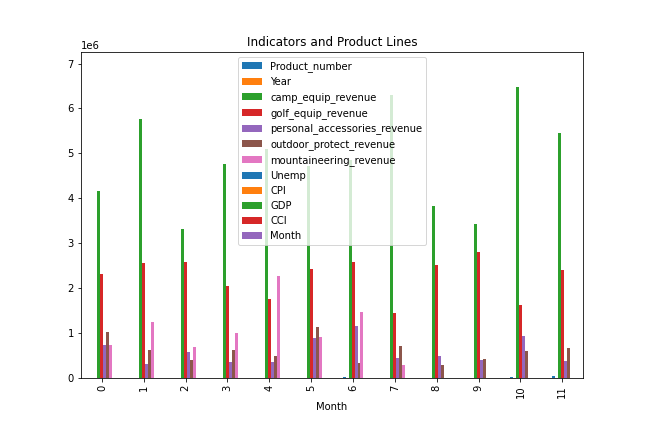 Indicators and Product Lines
1e6
7
6
5
4
3
2
1
0
Product_number
Year
camp_equip_revenue
golf_equip_revenue
personal_accessories_revenue
outdoor_protect_revenue
mountaineering_revenue
Unemp
CPI
GDP
CCI
Month
0 1 2 3 4 5 6 7 8 9 10 11
Month